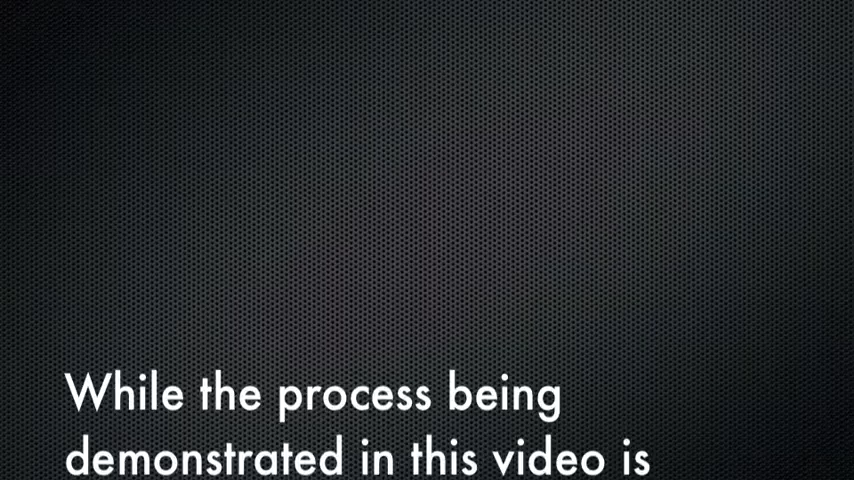 While the process being
demonstrated in this video is